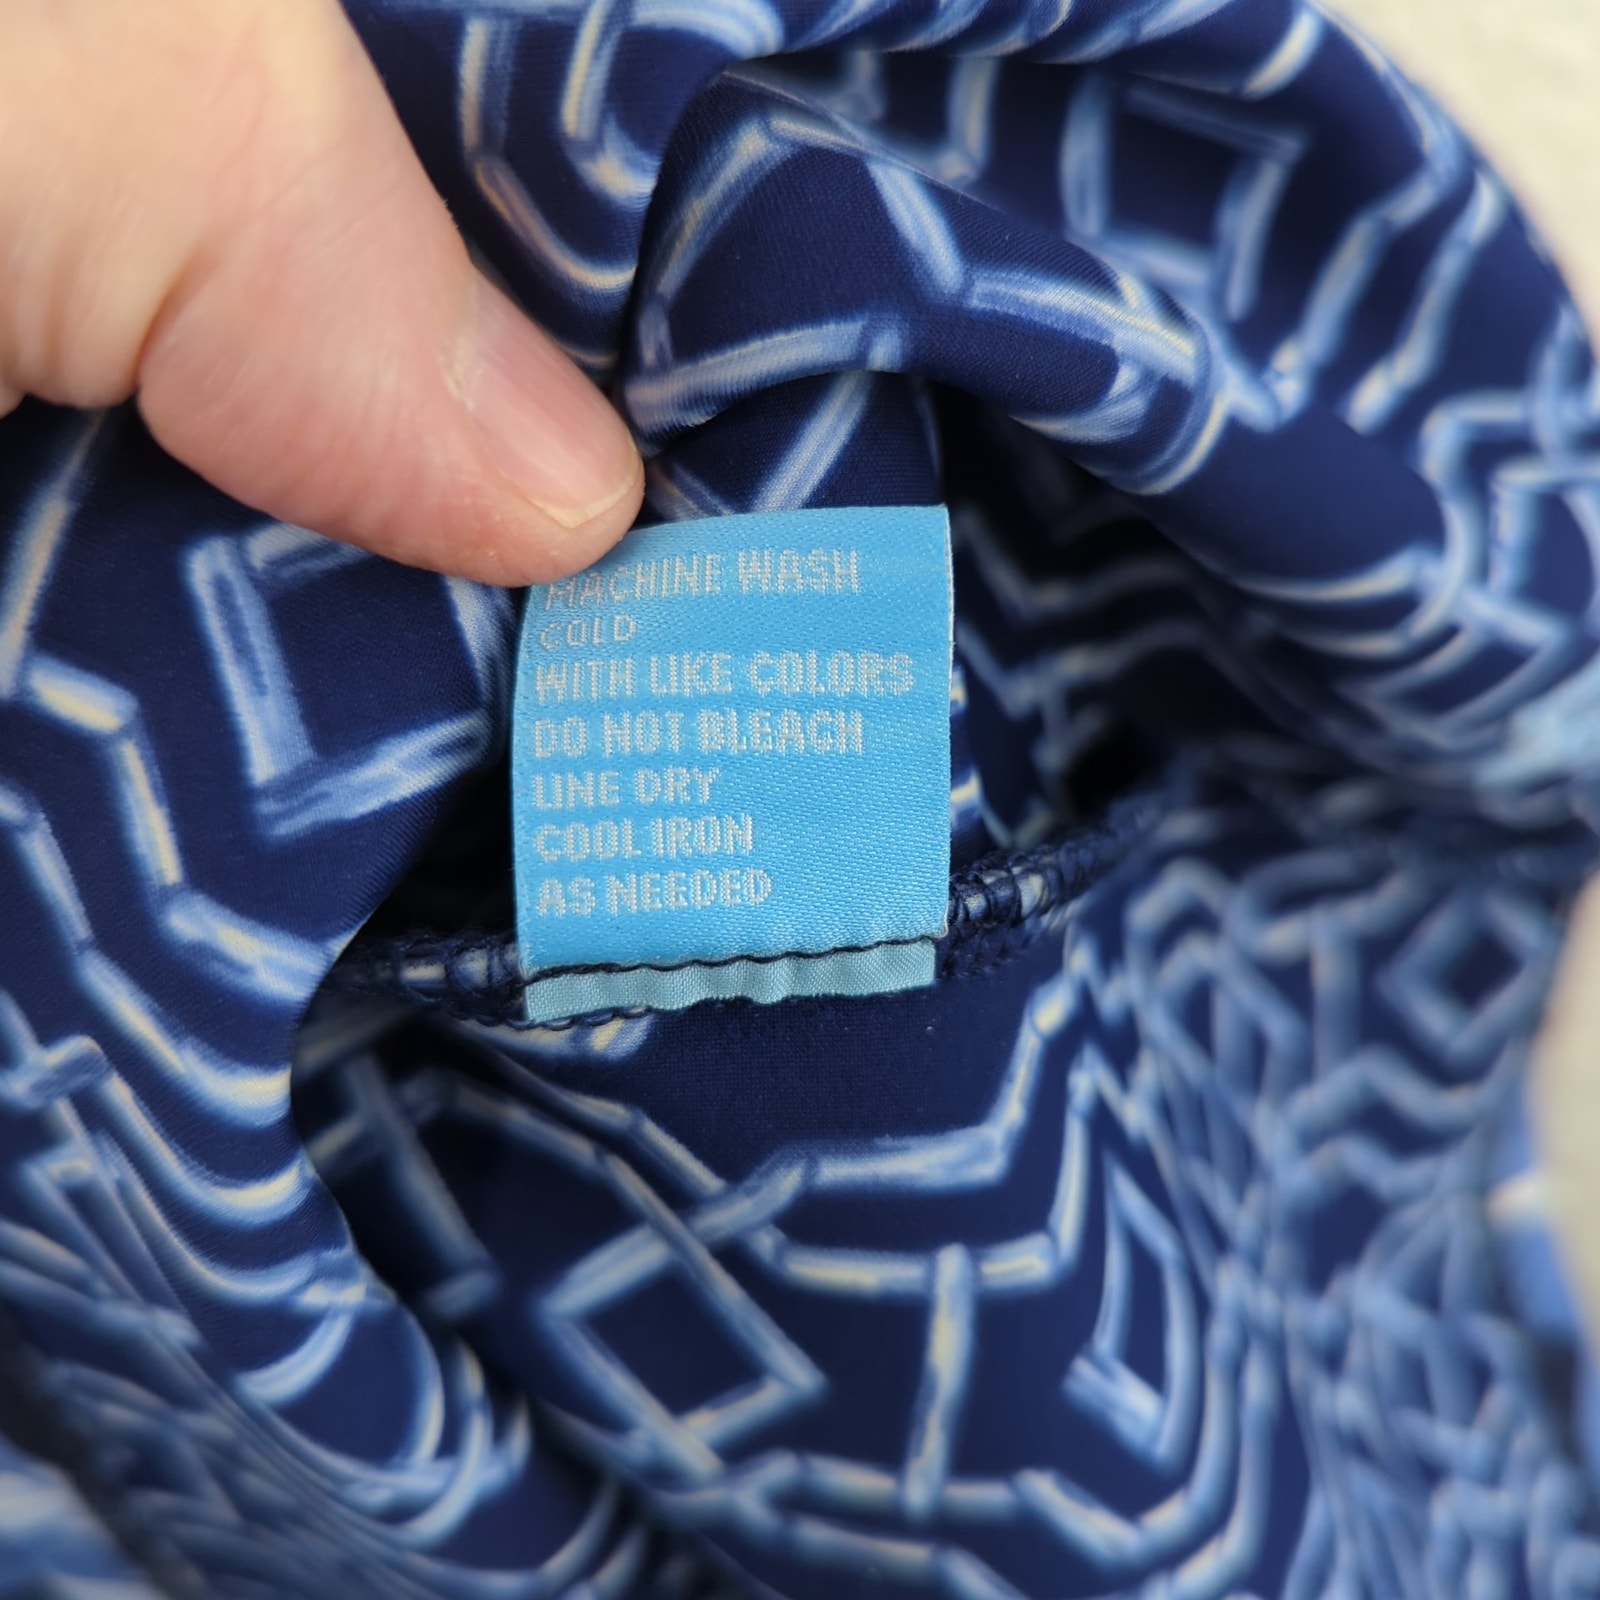 MACHINE WASH
COLD
WITH LIKE COLORS
DO NOT BLEACH
LINE DRY
COOL IRON
AS NEEDED